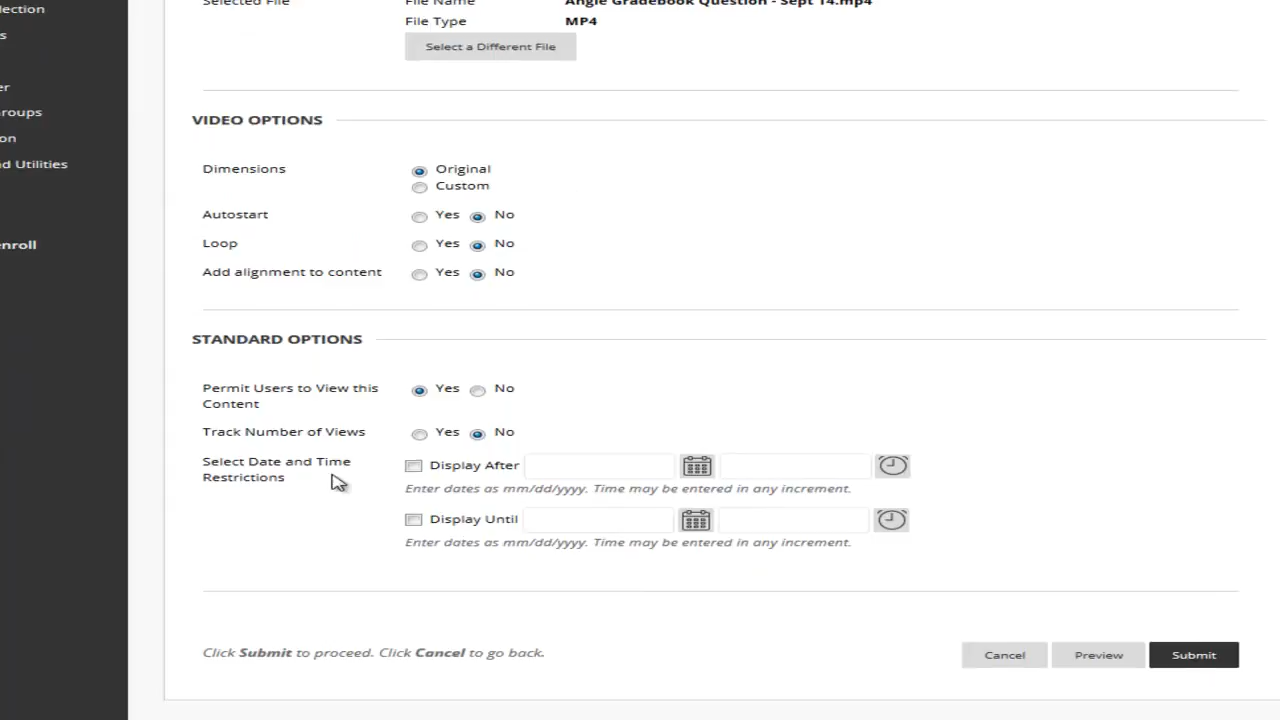 lection
Selected File File Name Angie Gradebook Question - Sept 14.mp4
s
File Type MP4
Select a Different File
er
roups
on
nd Utilities
nroll
VIDEO OPTIONS
Dimensions Original
Custom
Autostart Yes No
Loop Yes No
Add alignment to content Yes No
STANDARD OPTIONS
Permit Users to View this Content Yes No
Track Number of Views Yes No
Select Date and Time Restrictions
Display After
Enter dates as mm/dd/yyyy. Time may be entered in any increment.
Display Until
Enter dates as mm/dd/yyyy. Time may be entered in any increment.
Click Submit to proceed. Click Cancel to go back.
Cancel Preview Submit